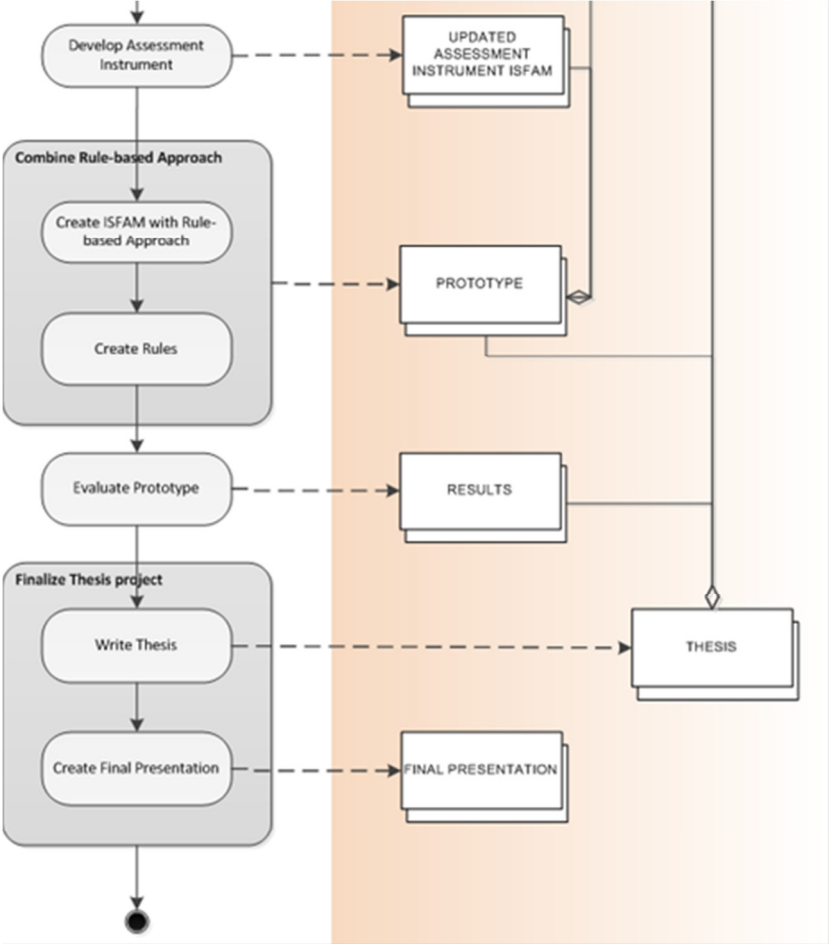 Develop Assessment
Instrument
UPDATED
ASSESSMENT
INSTRUMENT ISFAM
Combine Rule-based Approach
Create ISFAM with Rule-
based Approach
PROTOTYPE
Create Rules
Evaluate Prototype
RESULTS
Finalize Thesis project
Write Thesis
THESIS
Create Final Presentation
FINAL PRESENTATION